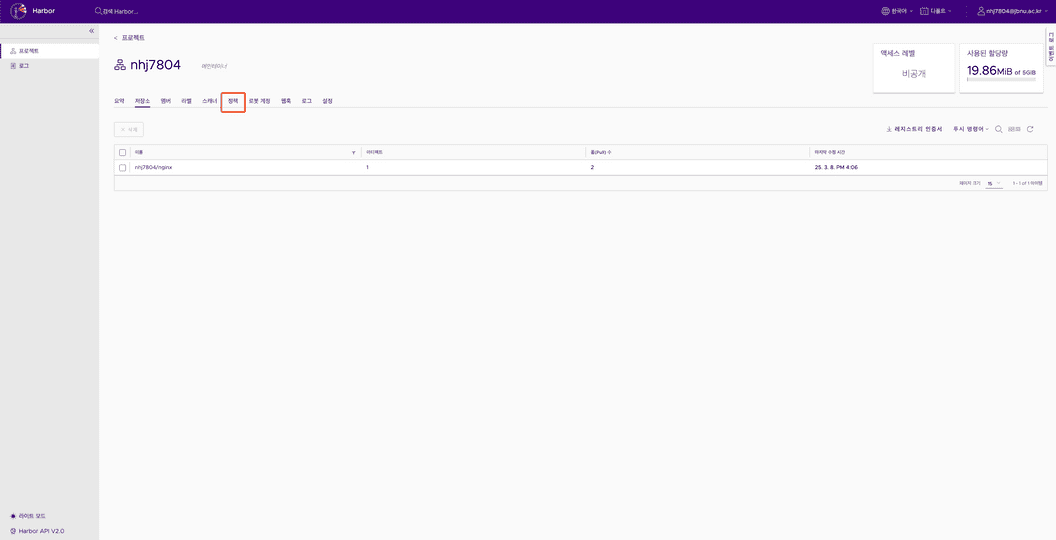 Harbor
검색 Harbor...
한국어
디폴트
nhj7804@jbnu.ac.kr
프로젝트
로그
< 프로젝트
nhj7804
메인테이너
액세스 레벨
비공개
사용된 할당량
19.86MiB of 5GIB
이벤트 로그
요약 저장소 멤버 라벨 스캐너 정책 로봇 계정 웹훅 로그 설정
× 삭제
레지스트리 인증서
푸시 명령어
이름 아티팩트 풀(Pull) 수 마지막 수정 시간
nhj7804/nginx 1 2 25. 3. 8. PM 4:06
페이지 크기 15 1 - 1 of 1 아이템
라이트 모드
Harbor API V2.0